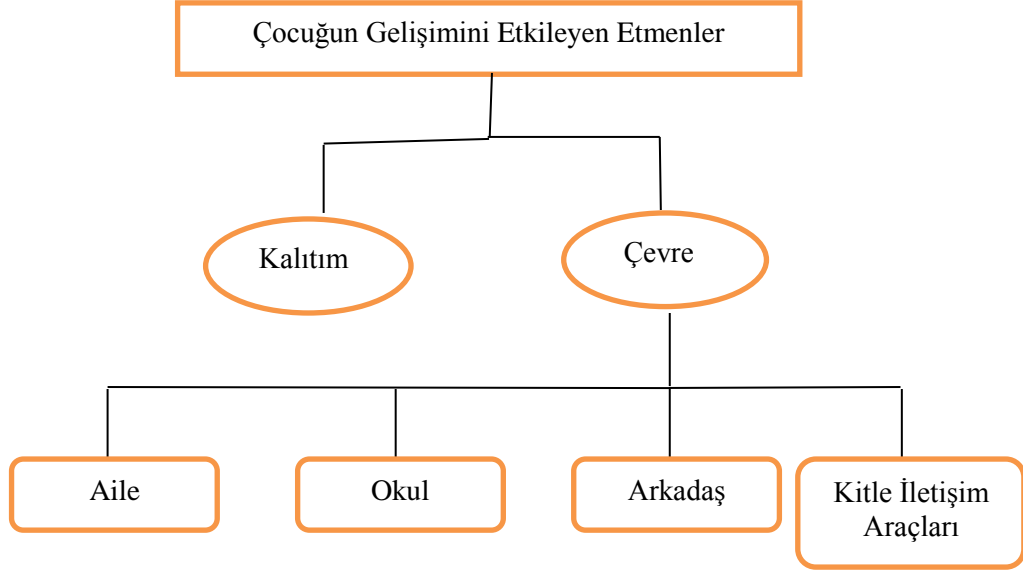 Çocuğun Gelişimini Etkileyen Etmenler
Kalıtım
Çevre
Aile
Okul
Arkadaş
Kitle İletişim
Araçları